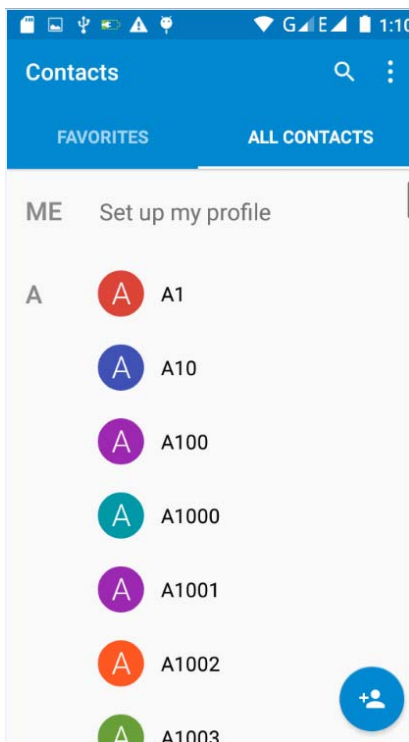 G E 1:10
Contacts
FAVORITES ALL CONTACTS
ME Set up my profile
A A A1
A A10
A A100
A A1000
A A1001
A A1002
A A1003